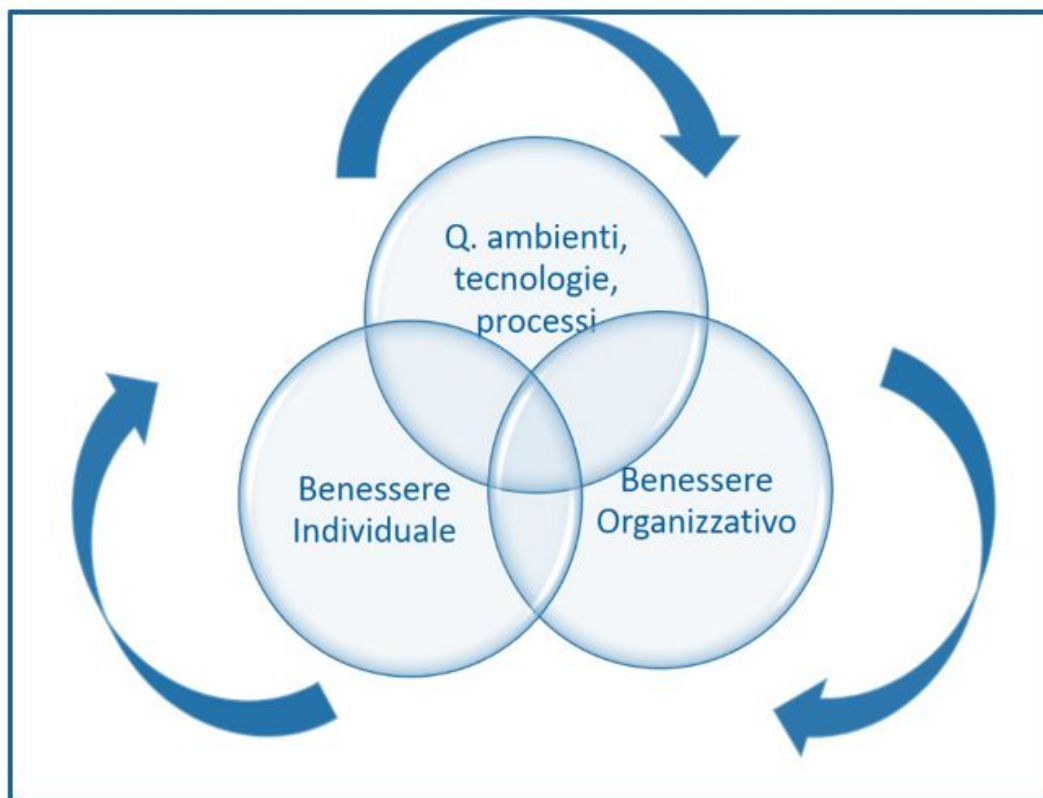 Q. ambienti,
tecnologie,
processi
Benessere
Individuale
Benessere
Organizzativo